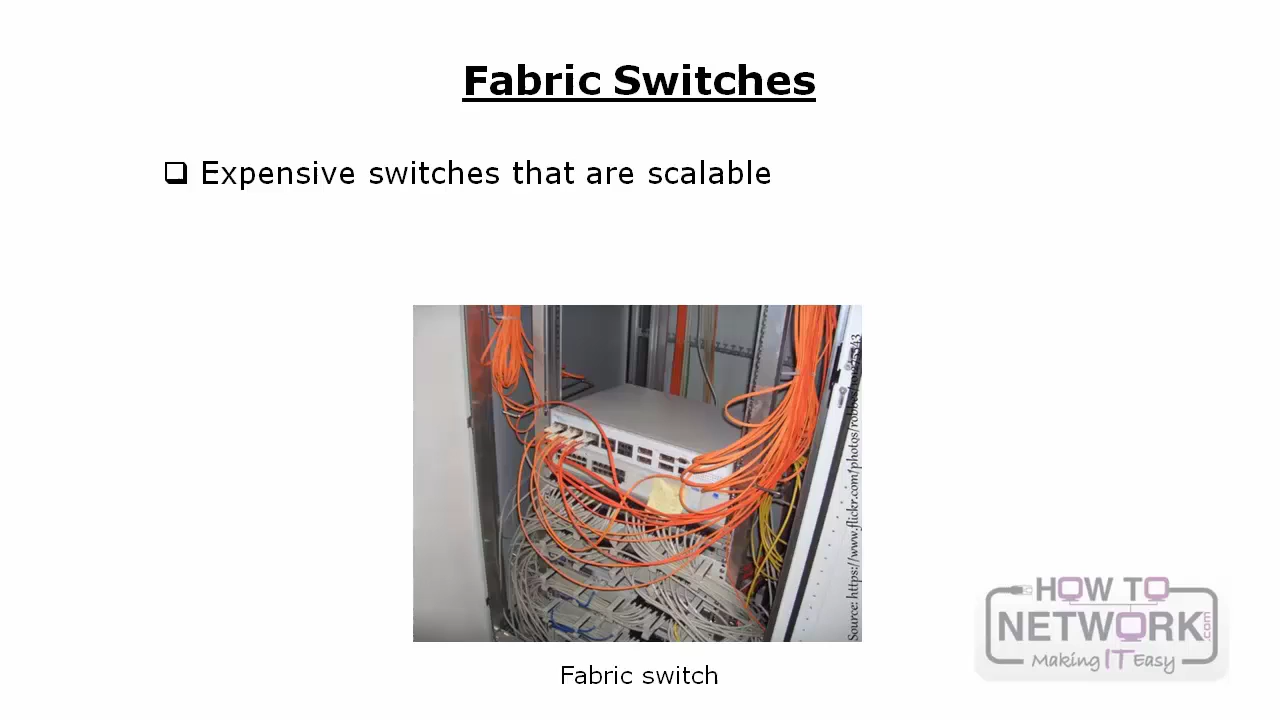 Fabric Switches
❑ Expensive switches that are scalable
Fabric switch
HOW TO
NETWORK.com
Making IT Easy